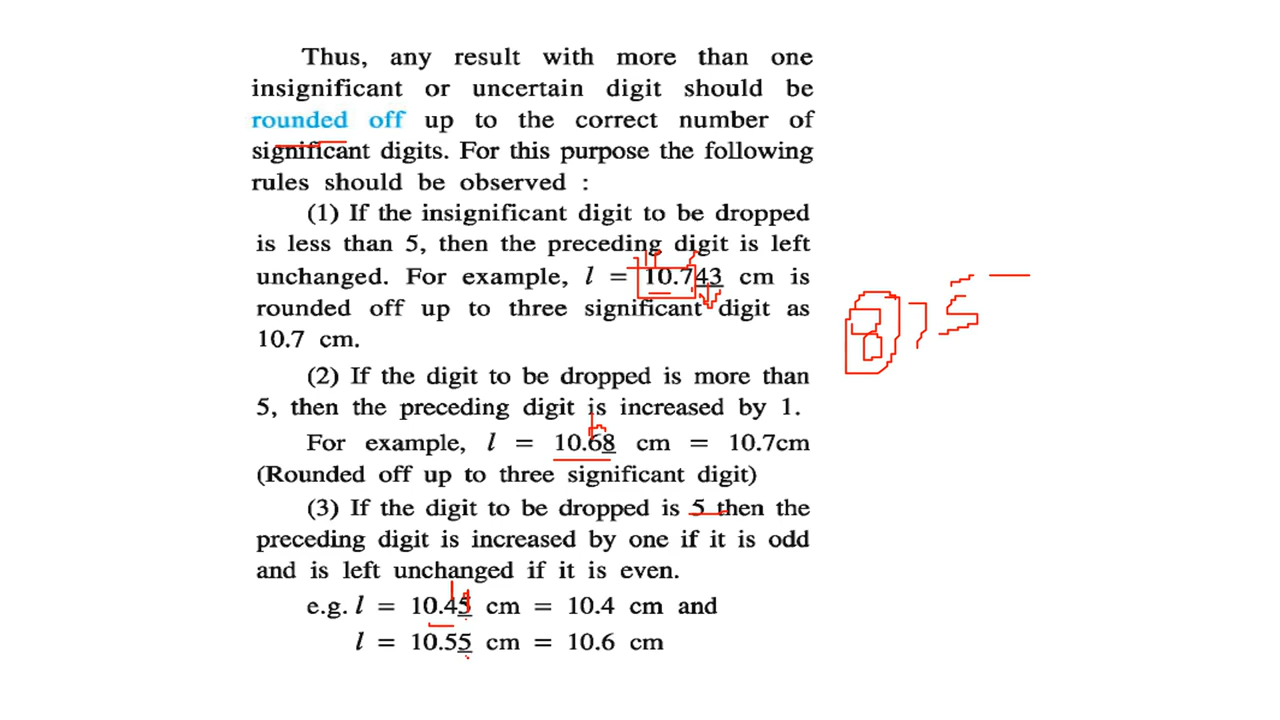 Thus, any result with more than one
insignificant or uncertain digit should be
rounded off up to the correct number of
significant digits. For this purpose the following
rules should be observed :
(1) If the insignificant digit to be dropped
is less than 5, then the preceding digit is left
unchanged. For example, l = 10.743 cm is
rounded off up to three significant digit as
10.7 cm.
(2) If the digit to be dropped is more than
5, then the preceding digit is increased by 1.
For example, l = 10.68 cm = 10.7cm
(Rounded off up to three significant digit)
(3) If the digit to be dropped is 5 then the
preceding digit is increased by one if it is odd
and is left unchanged if it is even.
e.g. l = 10.45 cm = 10.4 cm and
l = 10.55 cm = 10.6 cm